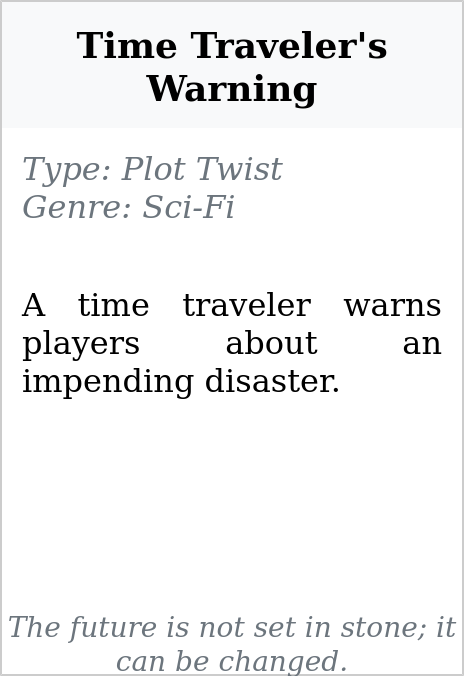 Time Traveler's
Warning
Type: Plot Twist
Genre: Sci-Fi
A time traveler warns
players about an
impending disaster.
The future is not set in stone; it
can be changed.